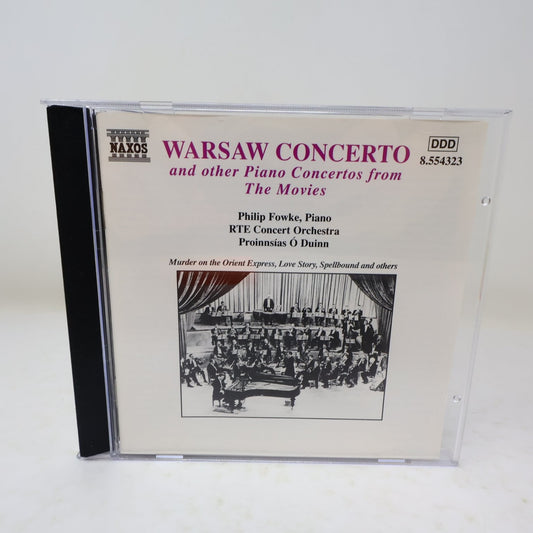 NAXOS
WARSAW CONCERTO
and other Piano Concertos from
The Movies
DDD
8.554323
Philip Fowke, Piano
RTE Concert Orchestra
Proinnsías Ó Duinn
Murder on the Orient Express, Love Story, Spellbound and others